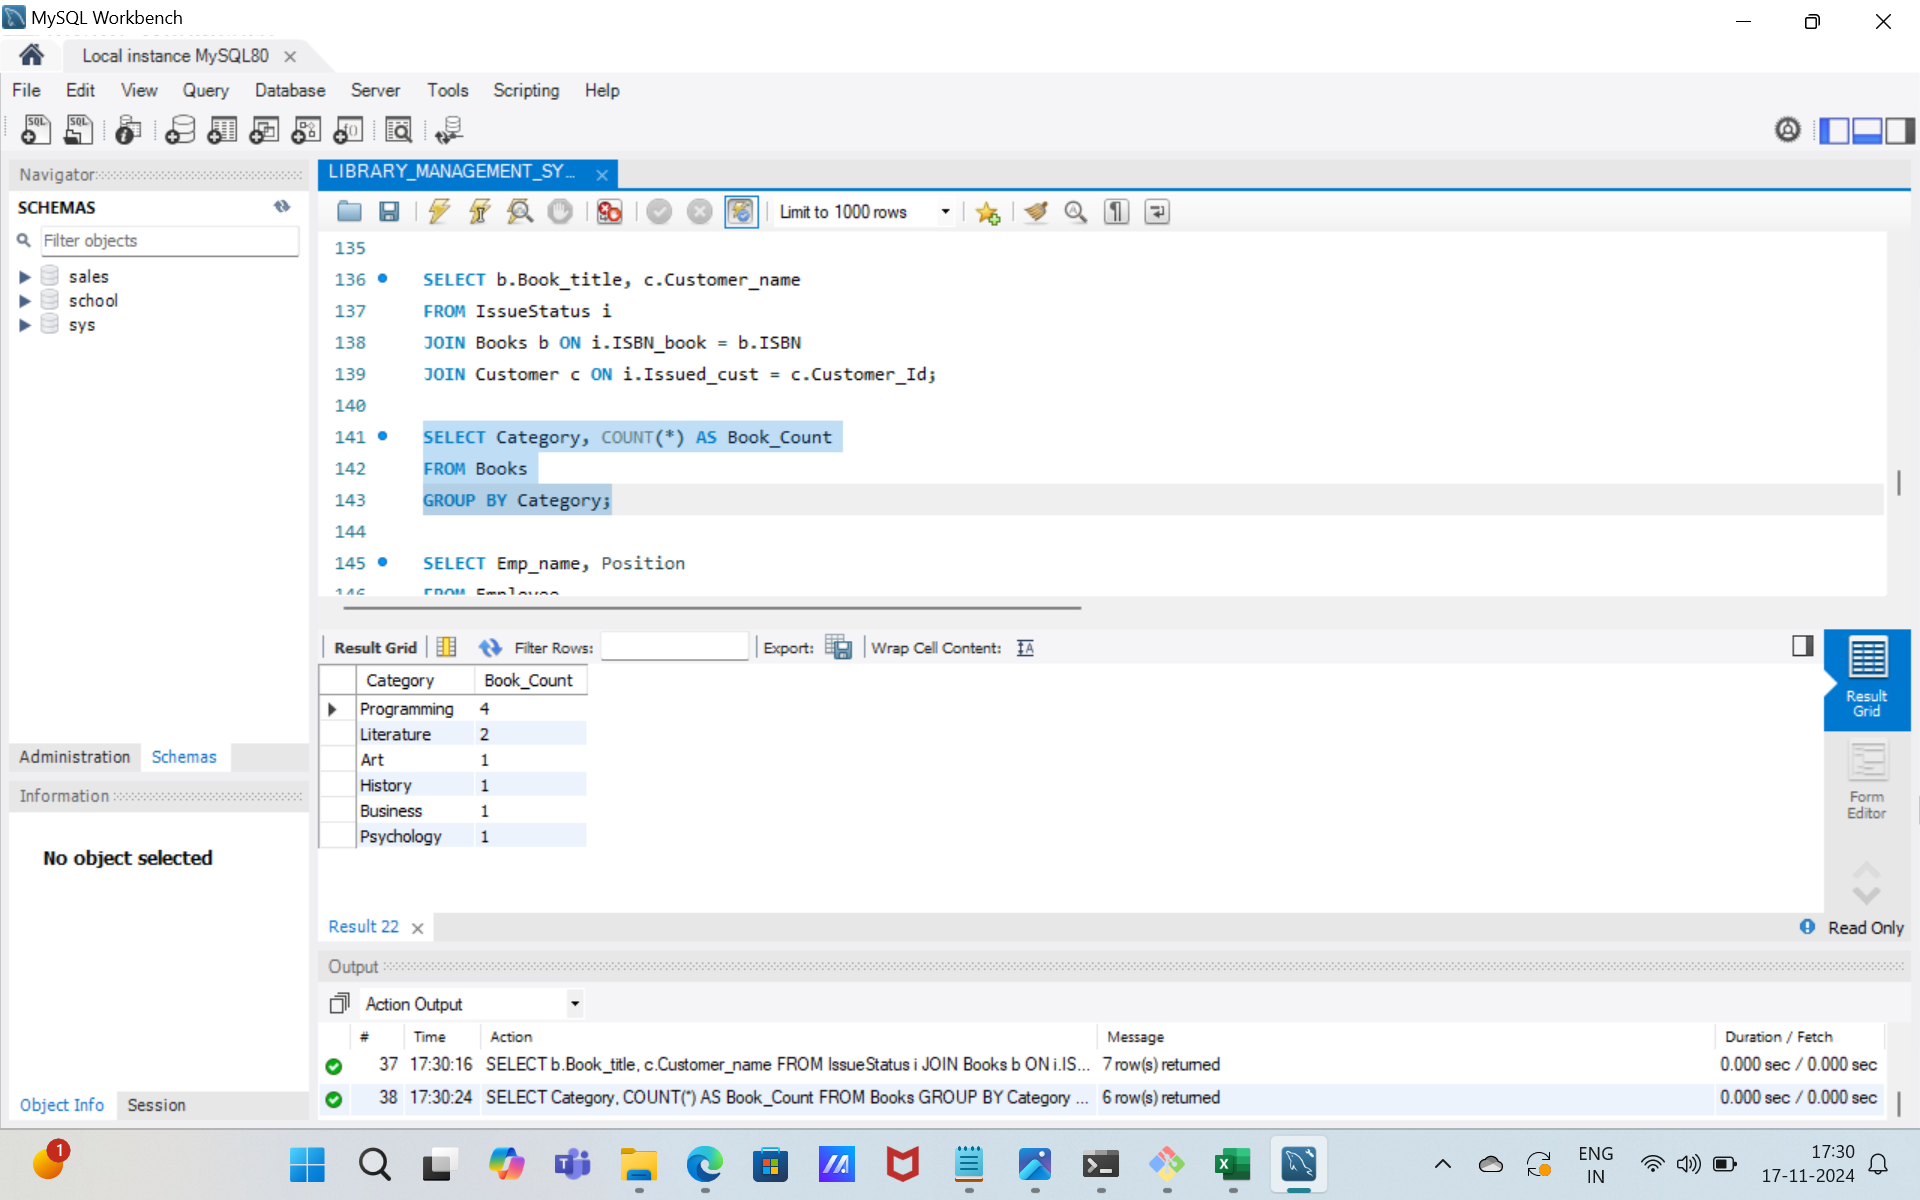 MySQL Workbench
Local instance MySQL80
File Edit View Query Database Server Tools Scripting Help
Navigator
SCHEMAS
Filter objects
sales
school
sys
Administration Schemas
Information
No object selected
Object Info Session
LIBRARY_MANAGEMENT_SY...
Limit to 1000 rows
135
136 SELECT b.Book_title, c.Customer_name
137 FROM IssueStatus i
138 JOIN Books b ON i.ISBN_book = b.ISBN
139 JOIN Customer c ON i.Issued_cust = c.Customer_Id;
140
141 SELECT Category, COUNT(*) AS Book_Count
142 FROM Books
143 GROUP BY Category;
144
145 SELECT Emp_name, Position
146 FROM Employee
Result Grid Filter Rows: Export: Wrap Cell Content:
Category Book_Count
Programming 4
Literature 2
Art 1
History 1
Business 1
Psychology 1
Result
Grid
Form
Editor
Result 22
Read Only
Output
Action Output
# Time Action Message Duration / Fetch
37 17:30:16 SELECT b.Book_title, c.Customer_name FROM IssueStatus i JOIN Books b ON i.IS... 7 row(s) returned 0.000 sec / 0.000 sec
38 17:30:24 SELECT Category, COUNT(*) AS Book_Count FROM Books GROUP BY Category ... 6 row(s) returned 0.000 sec / 0.000 sec
1
ENG
IN
17:30
17-11-2024